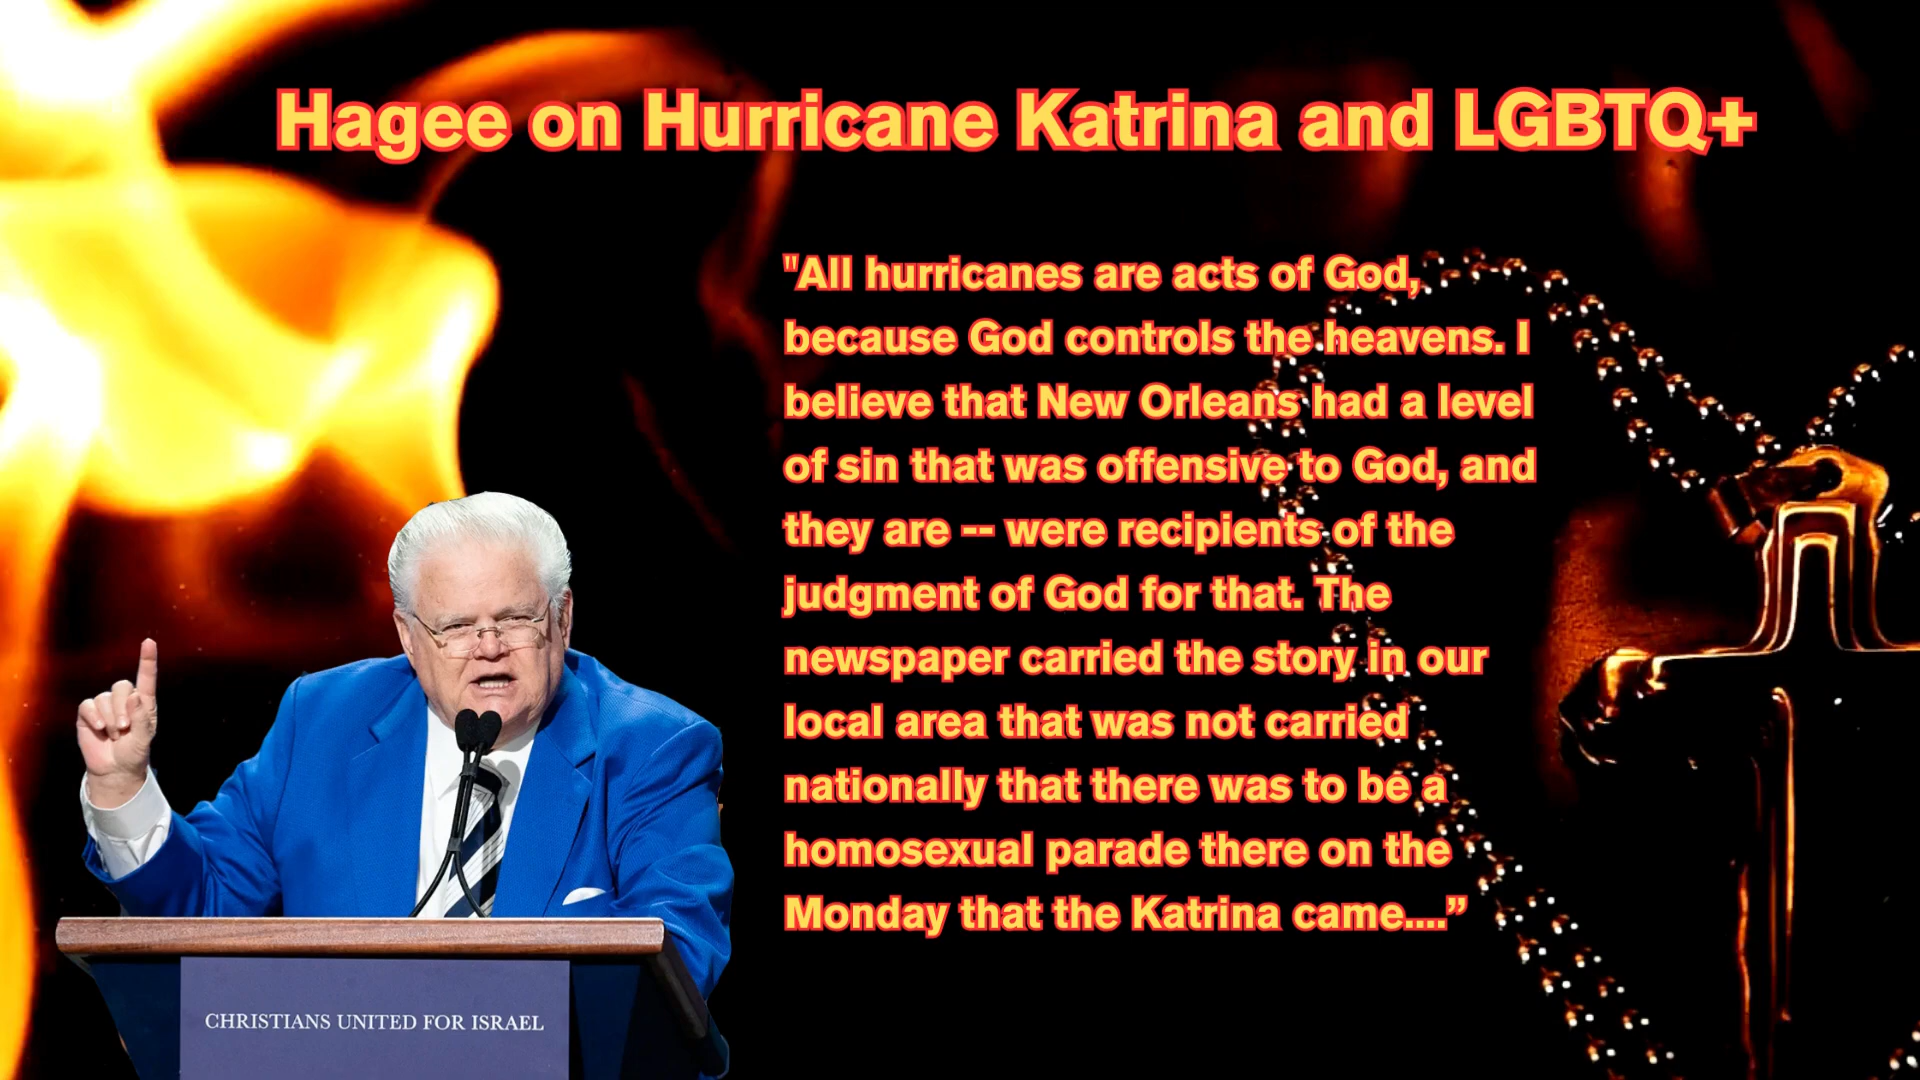 Hagee on Hurricane Katrina and LGBTQ+
"All hurricanes are acts of God,
because God controls the heavens. I
believe that New Orleans had a level
of sin that was offensive to God, and
they are -- were recipients of the
judgment of God for that. The
newspaper carried the story in our
local area that was not carried
nationally that there was to be a
homosexual parade there on the
Monday that the Katrina came....”
CHRISTIANS UNITED FOR ISRAEL